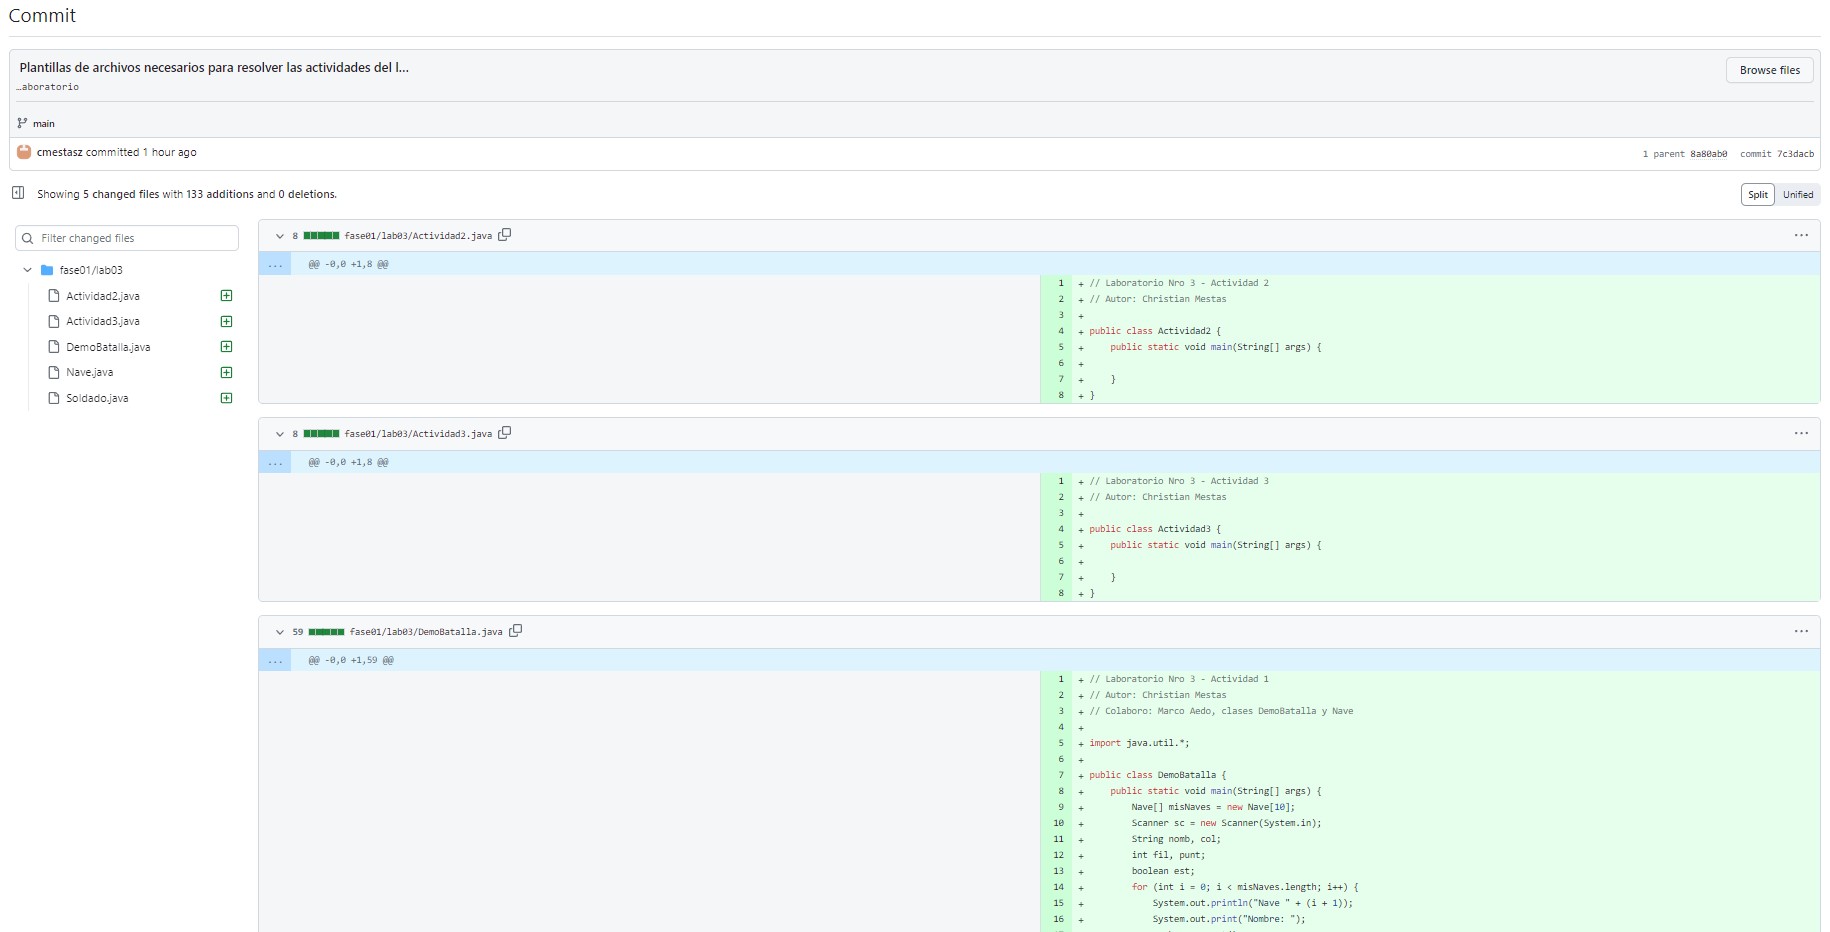 Commit
Plantillas de archivos necesarios para resolver las actividades del l...
…aboratorio
Browse files
main
cmestasz committed 1 hour ago
1 parent 8a80ab0 commit 7c3dacb
Showing 5 changed files with 133 additions and 0 deletions.
Split Unified
Filter changed files
fase01/lab03
Actividad2.java
Actividad3.java
DemoBatalla.java
Nave.java
Soldado.java
8 fase01/lab03/Actividad2.java
@@ -0,0 +1,8 @@
1 + // Laboratorio Nro 3 - Actividad 2
2 + // Autor: Christian Mestas
3 +
4 + public class Actividad2 {
5 + public static void main(String[] args) {
6 +
7 + }
8 + }
8 fase01/lab03/Actividad3.java
@@ -0,0 +1,8 @@
1 + // Laboratorio Nro 3 - Actividad 3
2 + // Autor: Christian Mestas
3 +
4 + public class Actividad3 {
5 + public static void main(String[] args) {
6 +
7 + }
8 + }
59 fase01/lab03/DemoBatalla.java
@@ -0,0 +1,59 @@
1 + // Laboratorio Nro 3 - Actividad 1
2 + // Autor: Christian Mestas
3 + // Colaboro: Marco Aedo, clases DemoBatalla y Nave
4 +
5 + import java.util.*;
6 +
7 + public class DemoBatalla {
8 + public static void main(String[] args) {
9 + Nave[] misNaves = new Nave[10];
10 + Scanner sc = new Scanner(System.in);
11 + String nomb, col;
12 + int fil, punt;
13 + boolean est;
14 + for (int i = 0; i < misNaves.length; i++) {
15 + System.out.println("Nave " + (i + 1));
16 + System.out.print("Nombre: ");